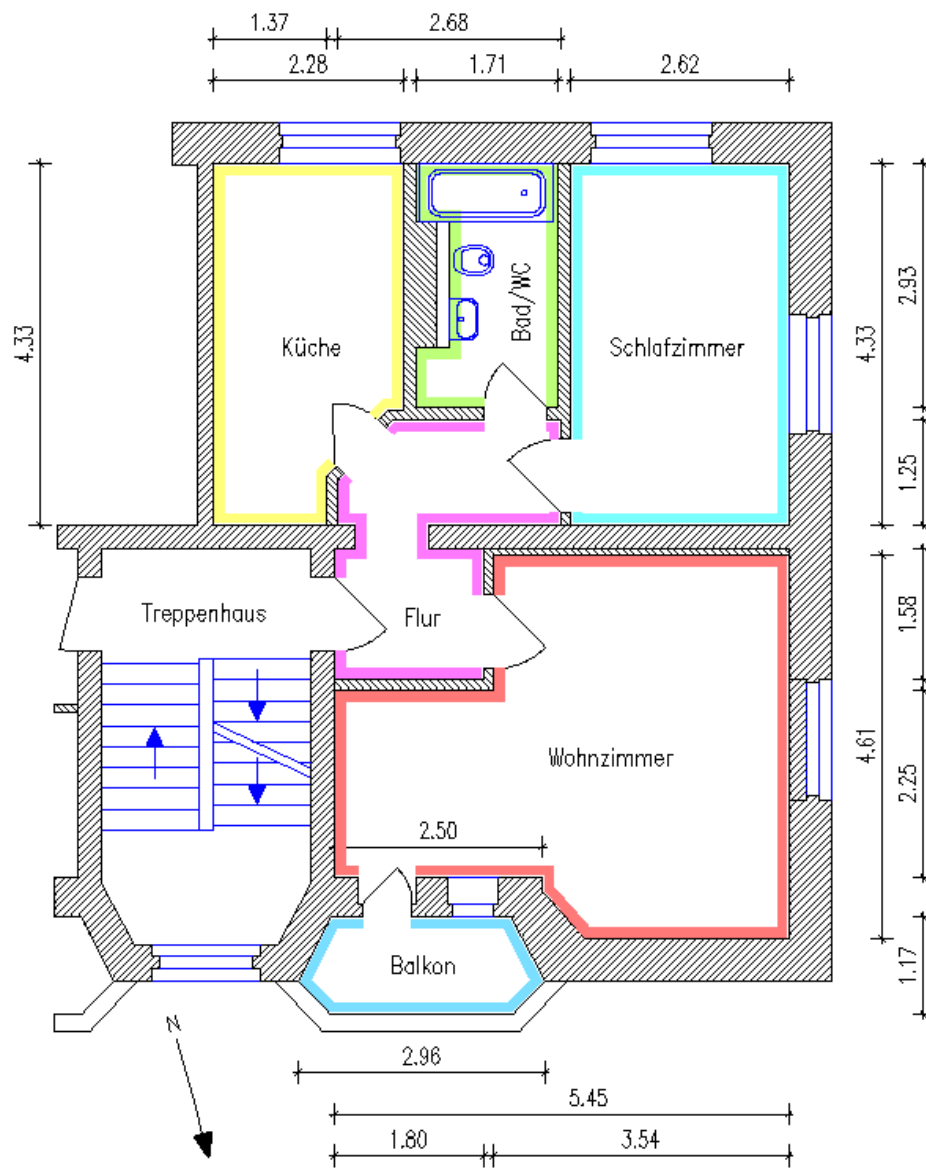 1.37 2.68
2.28 1.71 2.62
4.33
Küche
Bad/WC
Schlafzimmer
4.33
2.93
1.25
Treppenhaus
Flur
1.58
Wohnzimmer
4.61
2.25
2.50
Balkon
1.17
N
2.96
5.45
1.80 3.54